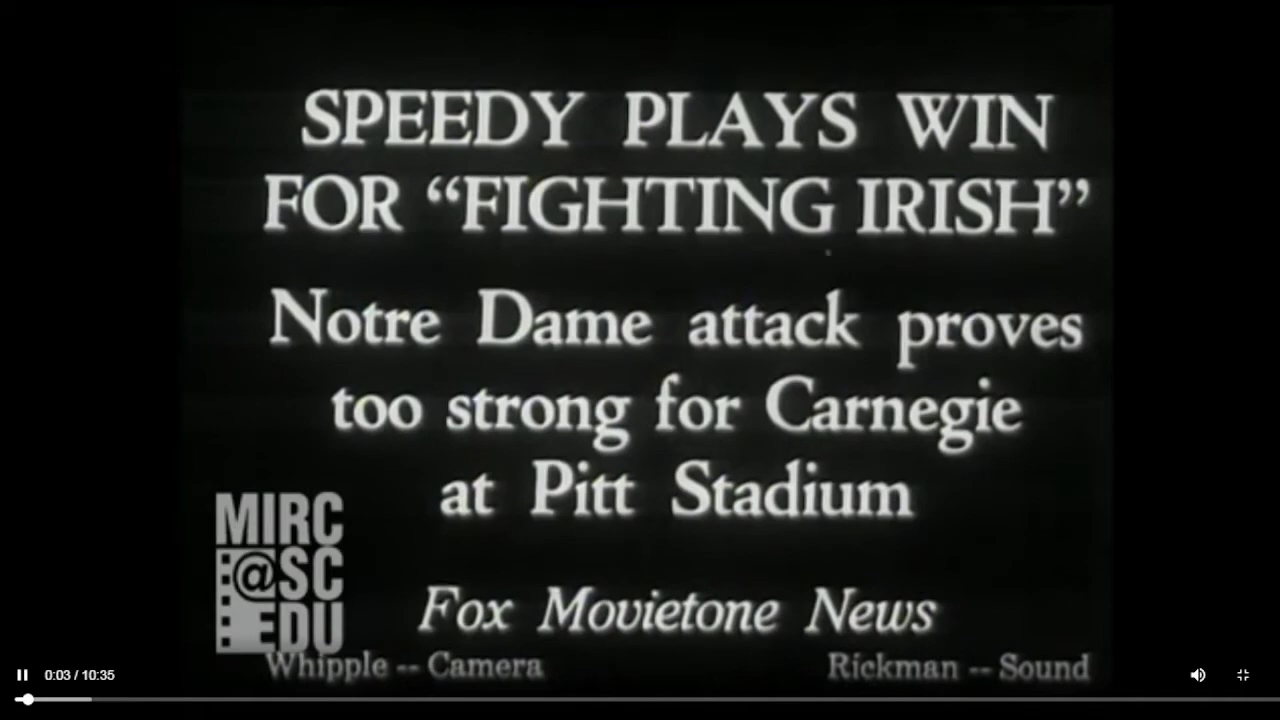 SPEEDY PLAYS WIN
FOR “FIGHTING IRISH”
Notre Dame attack proves
too strong for Carnegie
at Pitt Stadium
Fox Movietone News
MIRC
@SC
EDU
Whipple -- Camera
Rickman -- Sound
0:03 / 10:35